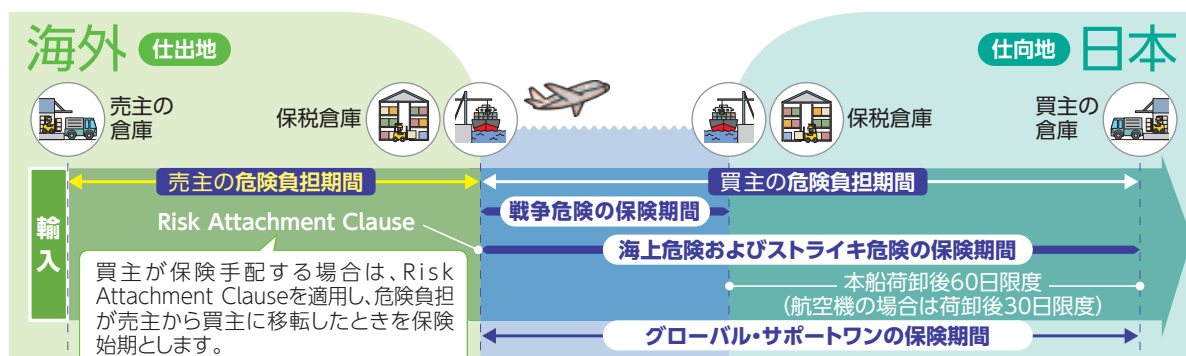 海外 仕出地
仕向地 日本
売主の
倉庫
保税倉庫
保税倉庫
買主の
倉庫
輸入
売主の危険負担期間
買主の危険負担期間
戦争危険の保険期間
Risk Attachment Clause
海上危険およびストライキ危険の保険期間
買主が保険手配する場合は、Risk
Attachment Clauseを適用し、危険負担
が売主から買主に移転したときを保険
始期とします。
本船荷卸後60日限度
(航空機の場合は荷卸後30日限度)
グローバル・サポートワンの保険期間